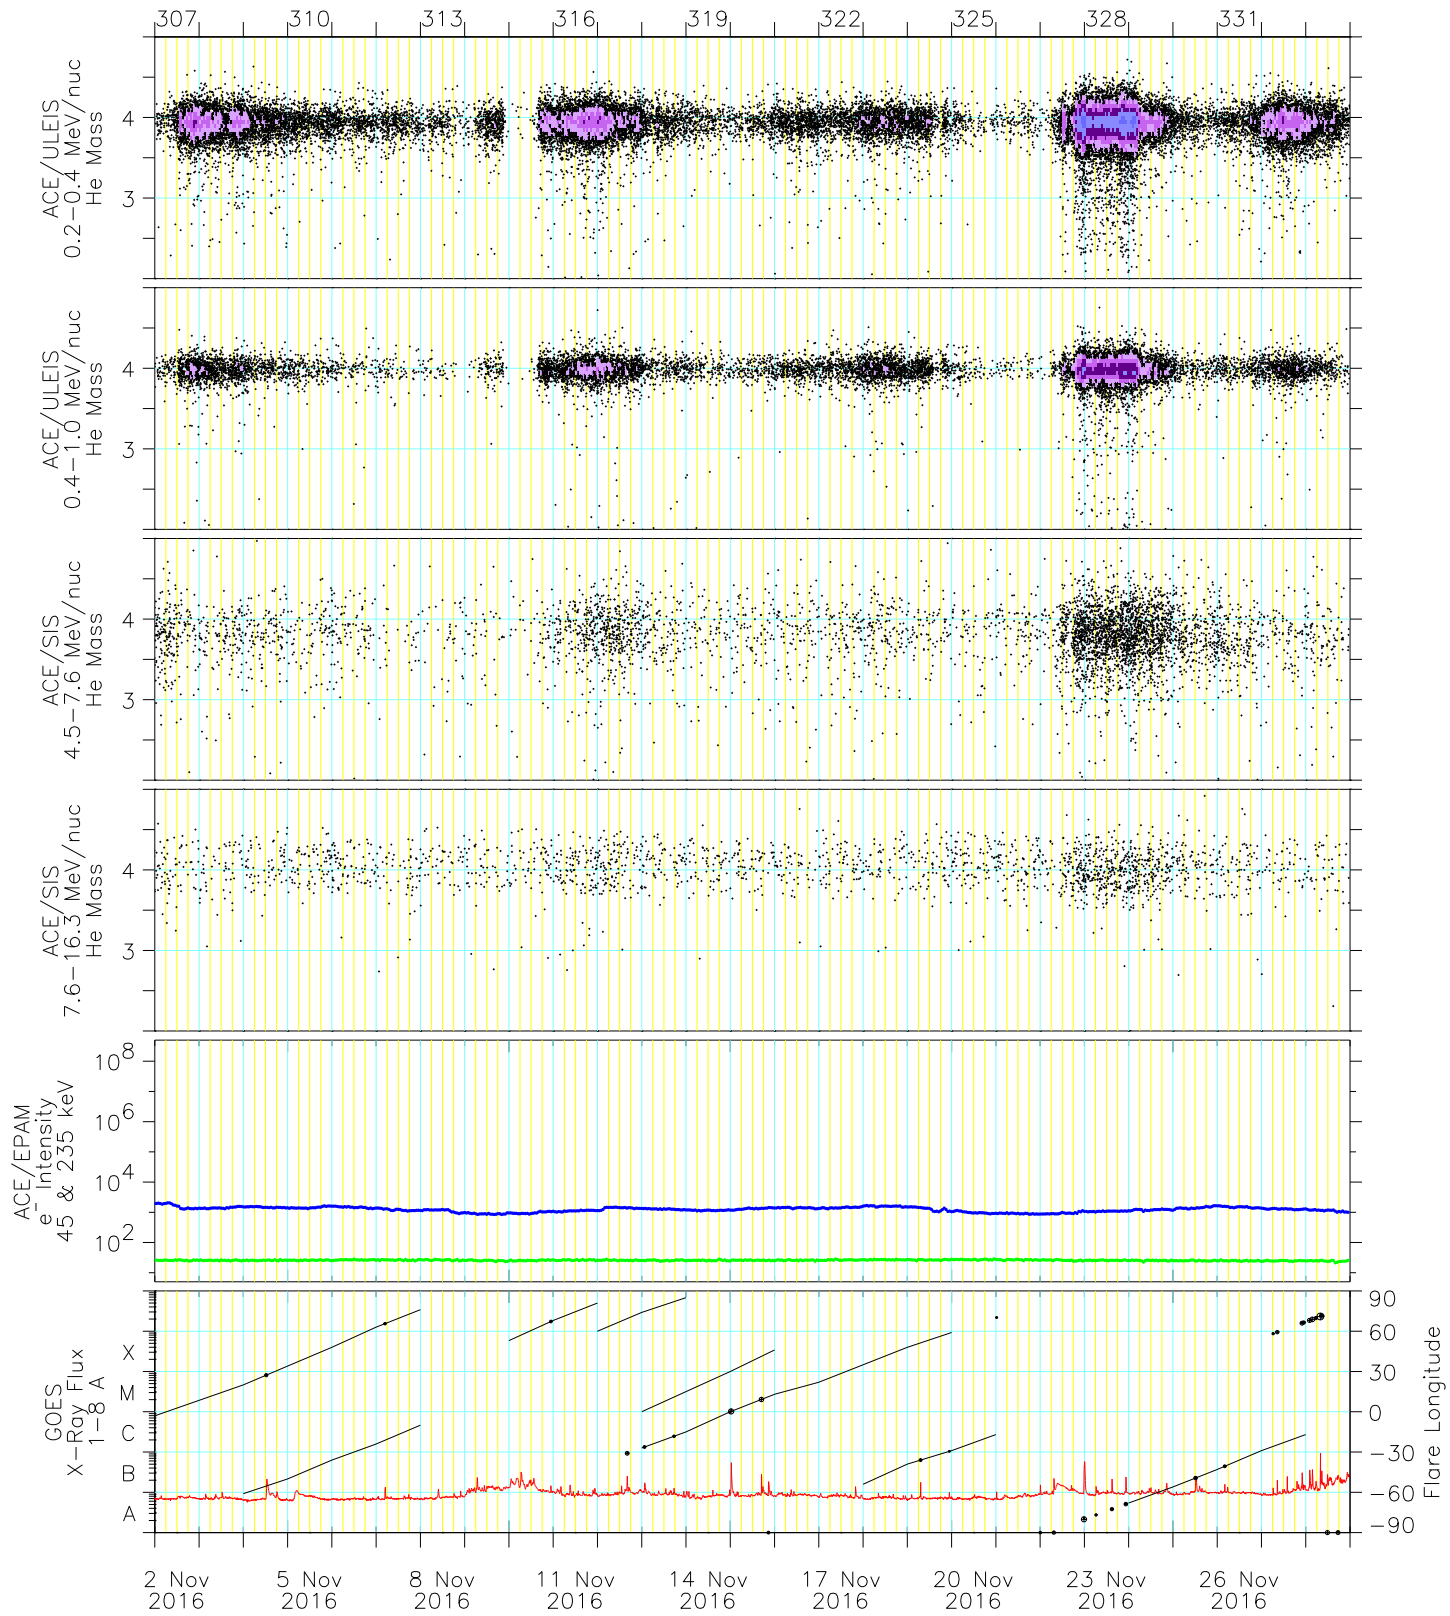 307 310 313 316 319 322 325 328 331
ACE/ULEIS
0.2-0.4 MeV/nuc
He Mass
4
3
ACE/ULEIS
0.4-1.0 MeV/nuc
He Mass
4
3
ACE/SIS
4.5-7.6 MeV/nuc
He Mass
4
3
ACE/SIS
7.6-16.3 MeV/nuc
He Mass
4
3
ACE/EPAM
e⁻ Intensity
45 & 235 keV
10⁸
10⁶
10⁴
10²
GOES
X-Ray Flux
1-8 A
X
M
C
B
A
90
60
30
0
-30
-60
-90
Flare Longitude
2 Nov 5 Nov 8 Nov 11 Nov 14 Nov 17 Nov 20 Nov 23 Nov 26 Nov
2016 2016 2016 2016 2016 2016 2016 2016 2016